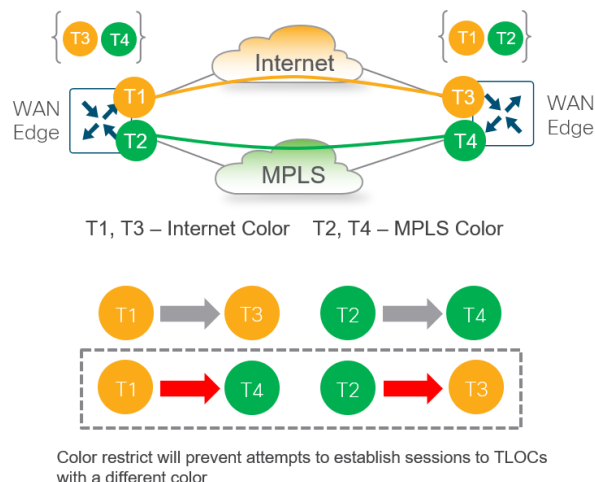 { T3 T4 }
{ T1 T2 }
Internet
T1
T3
WAN
Edge
WAN
Edge
T2
T4
MPLS
T1, T3 – Internet Color T2, T4 – MPLS Color
T1 T3 T2 T4
T1 T4 T2 T3
Color restrict will prevent attempts to establish sessions to TLOCs
with a different color